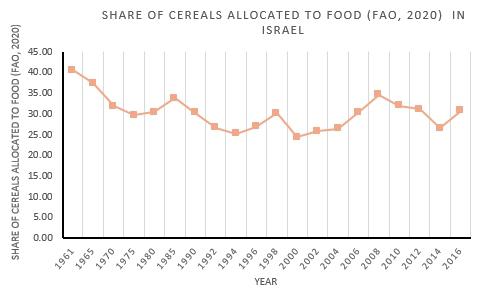 SHARE OF CEREALS ALLOCATED TO FOOD (FAO, 2020)  IN
ISRAEL
SHARE OF CEREALS ALLOCATED TO FOOD (FAO, 2020)
45.00
40.00
35.00
30.00
25.00
20.00
15.00
10.00
5.00
0.00
1961 1965 1970 1975 1980 1985 1990 1992 1994 1996 1998 2000 2002 2004 2006 2008 2010 2012 2014 2016
YEAR